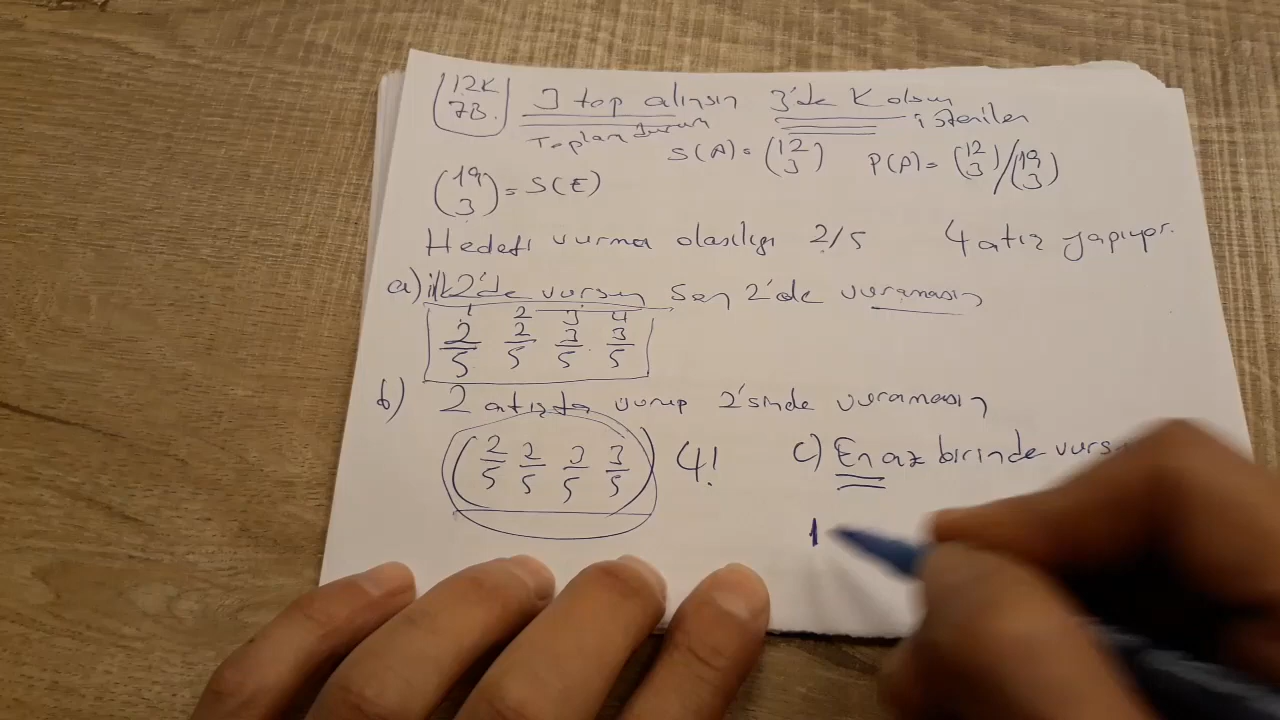 12K 3 top alınsın 3'de K olsun
7B. Toplam durum istenilen
S(A) = (12 3) P(A) = (12 3)/(19 3)
(19 3) = S(E)
Hedefi vurma olasılığı 2/5 4 atış yapıyor.
a) ilk 2'de vursun son 2'de vuramasın
1 2 3 4
2/5 2/5 3/5 3/5
b) 2 atışta vurup 2'sinde vuramasın
(2/5 2/5 3/5 3/5) 4! c) En az birinde vurs
1